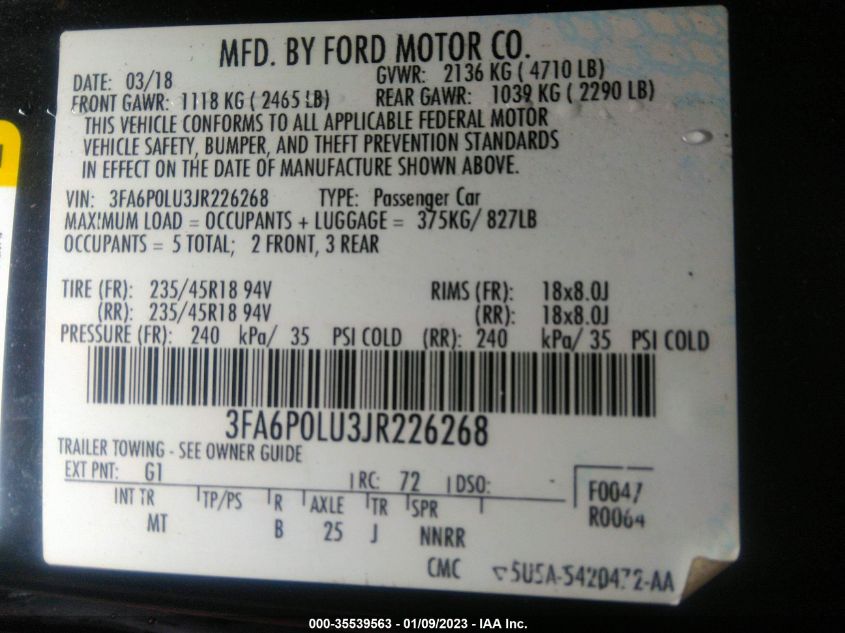 MFD. BY FORD MOTOR CO.
DATE: 03/18 GVWR: 2136 KG ( 4710 LB)
FRONT GAWR: 1118 KG ( 2465 LB) REAR GAWR: 1039 KG ( 2290 LB)
THIS VEHICLE CONFORMS TO ALL APPLICABLE FEDERAL MOTOR
VEHICLE SAFETY, BUMPER, AND THEFT PREVENTION STANDARDS
IN EFFECT ON THE DATE OF MANUFACTURE SHOWN ABOVE.
VIN: 3FA6P0LU3JR226268 TYPE: Passenger Car
MAXIMUM LOAD = OCCUPANTS + LUGGAGE = 375KG/ 827LB
OCCUPANTS = 5 TOTAL; 2 FRONT, 3 REAR
TIRE (FR): 235/45R18 94V RIMS (FR): 18x8.0J
(RR): 235/45R18 94V (RR): 18x8.0J
PRESSURE (FR): 240 kPa/ 35 PSI COLD (RR): 240 kPa/ 35 PSI COLD
3FA6P0LU3JR226268
TRAILER TOWING - SEE OWNER GUIDE
EXT PNT: G1 RC: 72 DSO:
INT TR TP/PS R AXLE TR SPR
MT B 25 J NNRR
F0047
R0064
CMC 5U5A-5420472-AA
000-35539563 - 01/09/2023 - IAA Inc.